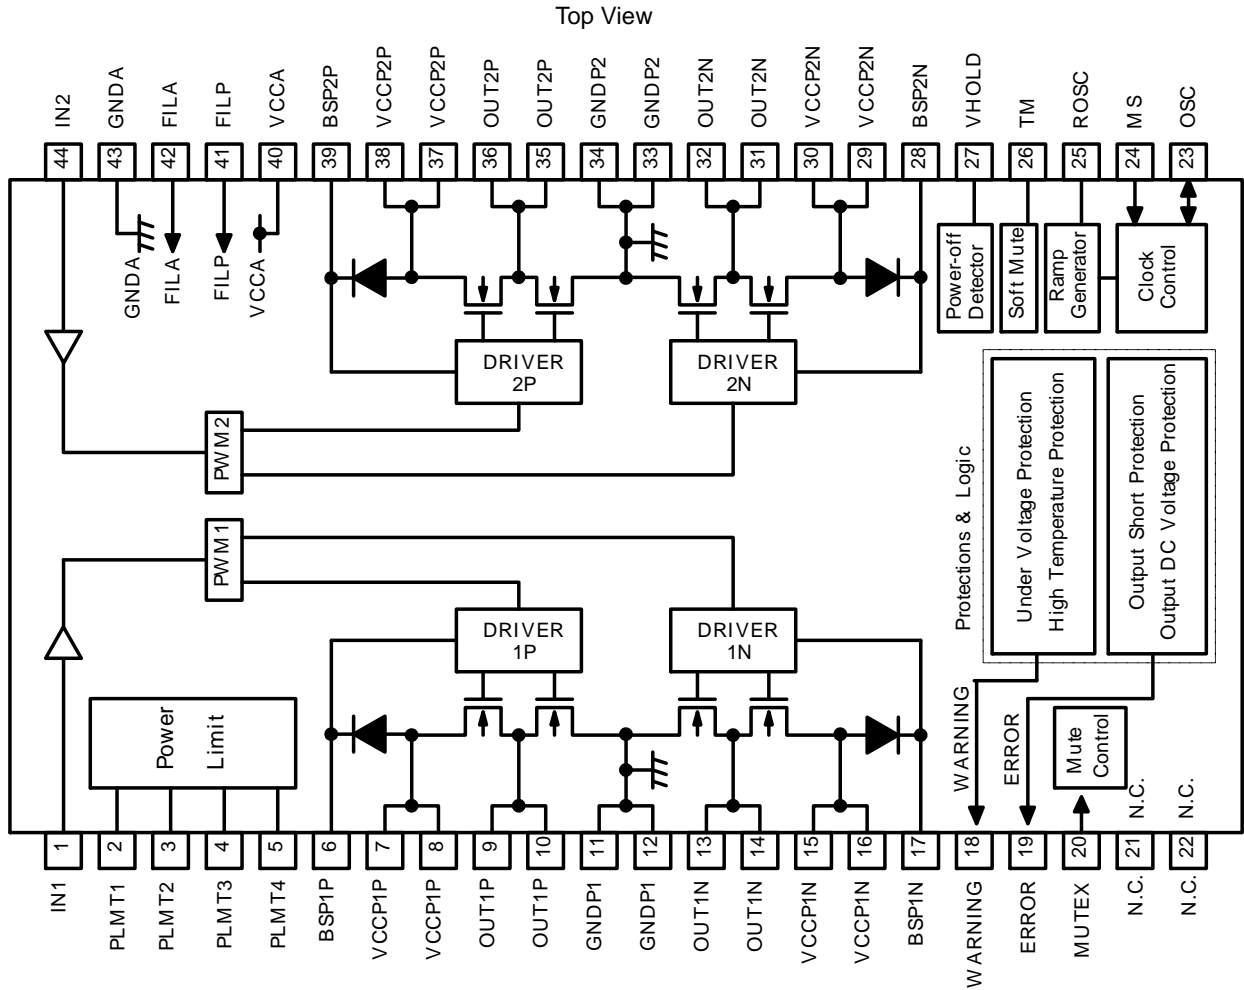 Top View
IN2
GNDA
FILA
FILP
VCCA
BSP2P
VCCP2P
VCCP2P
OUT2P
OUT2P
GNDP2
GNDP2
OUT2N
OUT2N
VCCP2N
VCCP2N
BSP2N
VHOLD
TM
ROSC
MS
OSC
44
43
42
41
40
39
38
37
36
35
34
33
32
31
30
29
28
27
26
25
24
23
GNDA
FILA
FILP
VCCA
Power-off
Detector
Soft Mute
Ramp
Generator
Clock
Control
DRIVER
2P
DRIVER
2N
PWM2
Protections & Logic
Under Voltage Protection
High Temperature Protection
Output Short Protection
Output DC Voltage Protection
PWM1
DRIVER
1P
DRIVER
1N
Power
Limit
WARNING
ERROR
Mute
Control
N.C.
N.C.
1
2
3
4
5
6
7
8
9
10
11
12
13
14
15
16
17
18
19
20
21
22
IN1
PLMT1
PLMT2
PLMT3
PLMT4
BSP1P
VCCP1P
VCCP1P
OUT1P
OUT1P
GNDP1
GNDP1
OUT1N
OUT1N
VCCP1N
VCCP1N
BSP1N
WARNING
ERROR
MUTEX
N.C.
N.C.